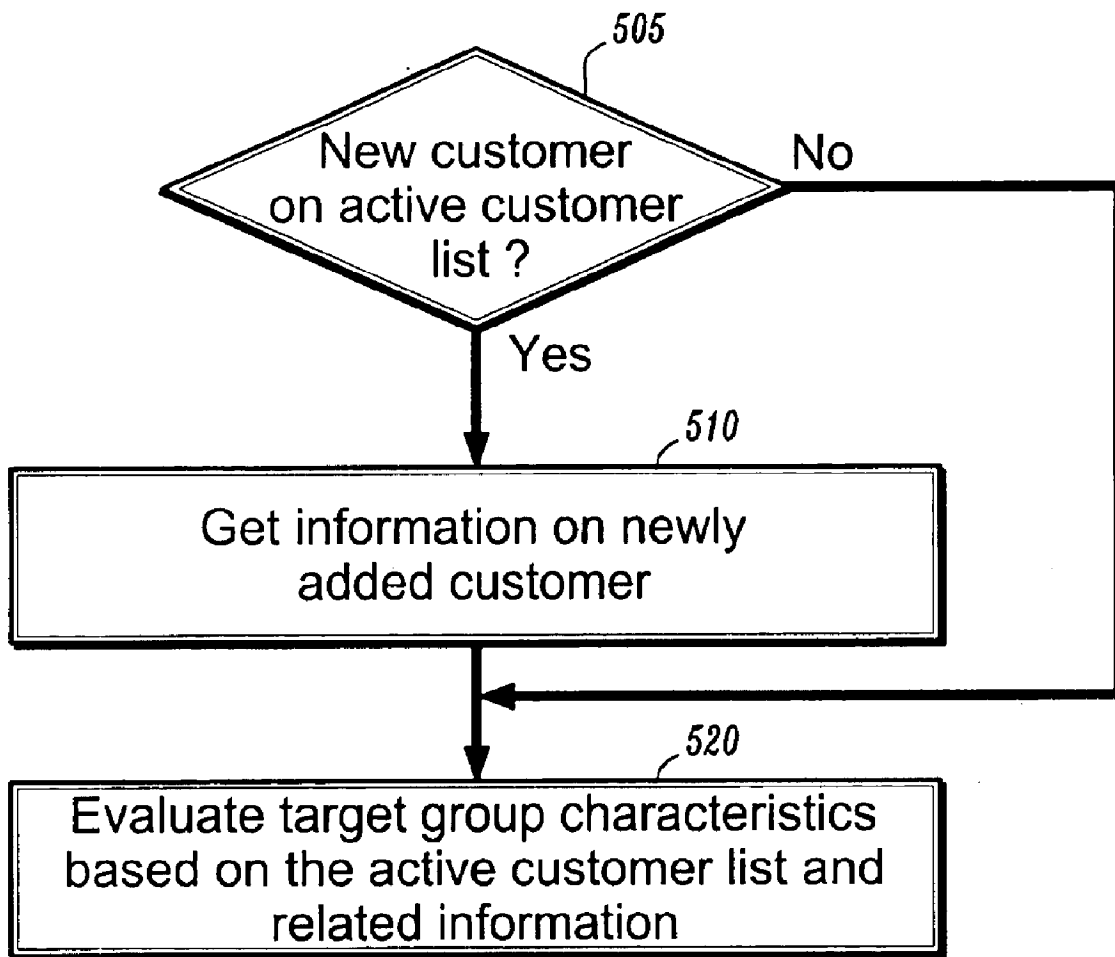 505
New customer
on active customer
list ?
No
Yes
510
Get information on newly
added customer
520
Evaluate target group characteristics
based on the active customer list and
related information